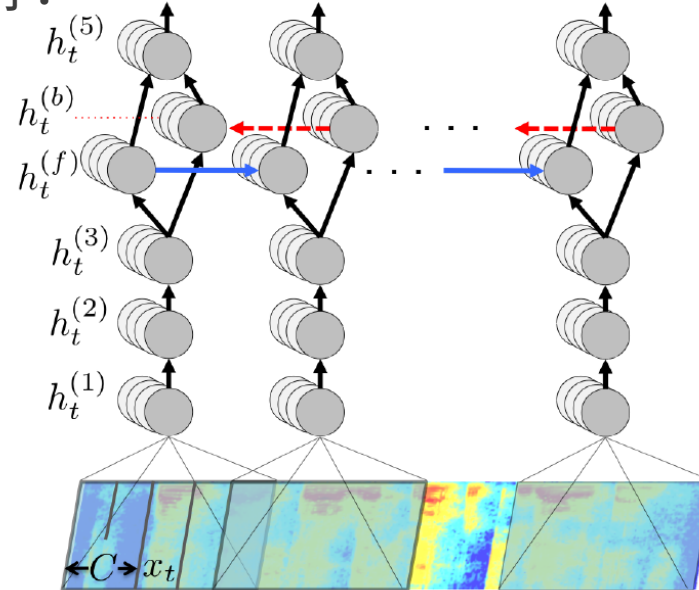 h_t^{(5)}
h_t^{(b)}
. . .
h_t^{(f)}
. . .
h_t^{(3)}
h_t^{(2)}
h_t^{(1)}
C x_t